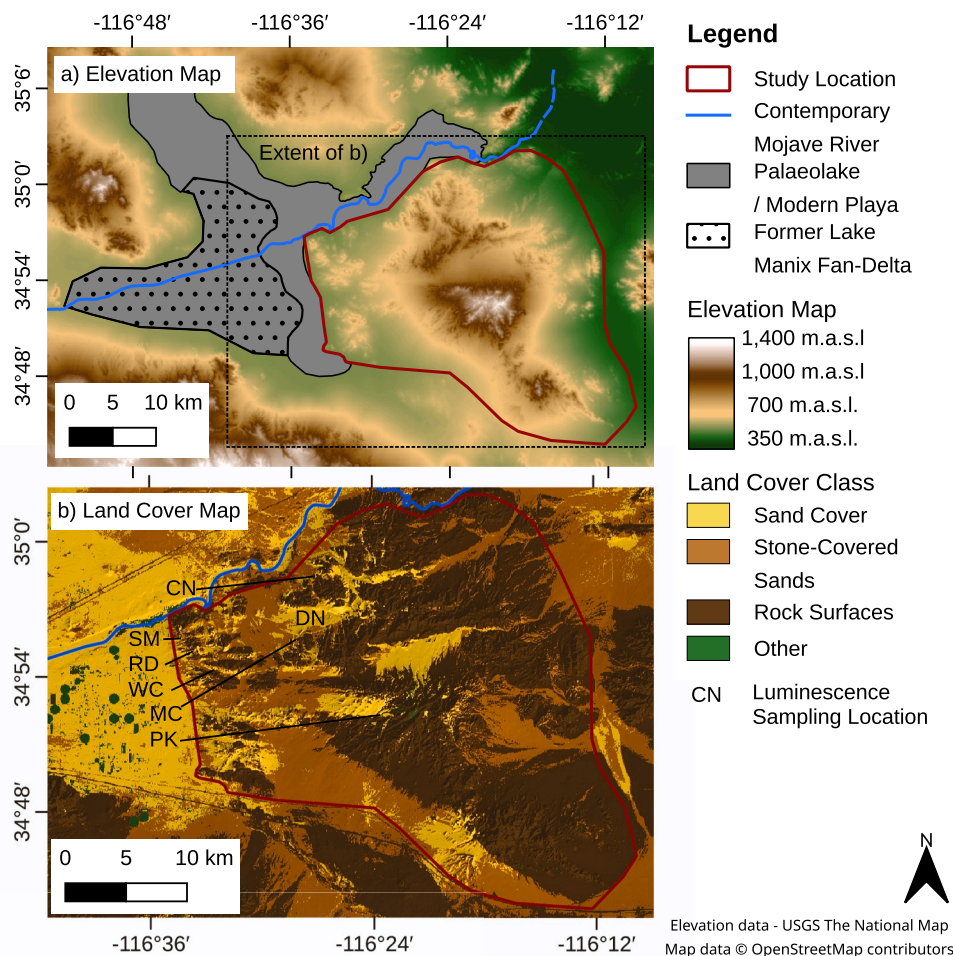 -116°48′ -116°36′ -116°24′ -116°12′
35°6′
35°0′
34°54′
34°48′
a) Elevation Map
Extent of b)
0 5 10 km
b) Land Cover Map
35°0′
34°54′
34°48′
CN
DN
SM
RD
WC
MC
PK
0 5 10 km
-116°36′ -116°24′ -116°12′
Legend
Study Location
Contemporary
Mojave River
Palaeolake
/ Modern Playa
Former Lake
Manix Fan-Delta
Elevation Map
1,400 m.a.s.l
1,000 m.a.s.l
700 m.a.s.l.
350 m.a.s.l.
Land Cover Class
Sand Cover
Stone-Covered
Sands
Rock Surfaces
Other
CN Luminescence
Sampling Location
N
Elevation data - USGS The National Map
Map data © OpenStreetMap contributors